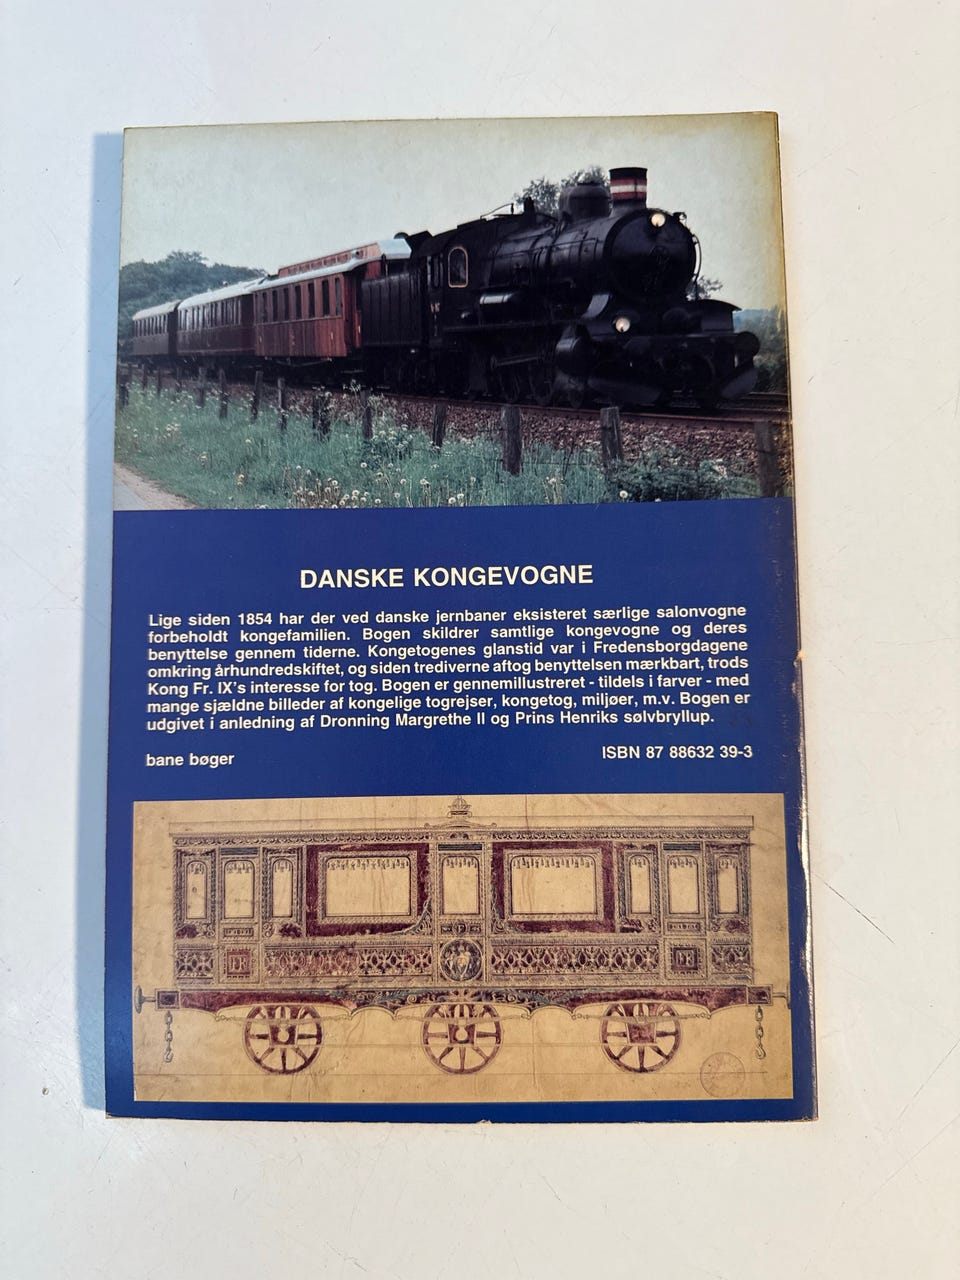 DANSKE KONGEVOGNE
Lige siden 1854 har der ved danske jernbaner eksisteret særlige salonvogne
forbeholdt kongefamilien. Bogen skildrer samtlige kongevogne og deres
benyttelse gennem tiderne. Kongetogenes glanstid var i Fredensborgdagene
omkring århundredskiftet, og siden trediverne aftog benyttelsen mærkbart, trods
Kong Fr. IX's interesse for tog. Bogen er gennemillustreret - tildels i farver - med
mange sjældne billeder af kongelige togrejser, kongetog, miljøer, m.v. Bogen er
udgivet i anledning af Dronning Margrethe II og Prins Henriks sølvbryllup.
bane bøger
ISBN 87 88632 39-3